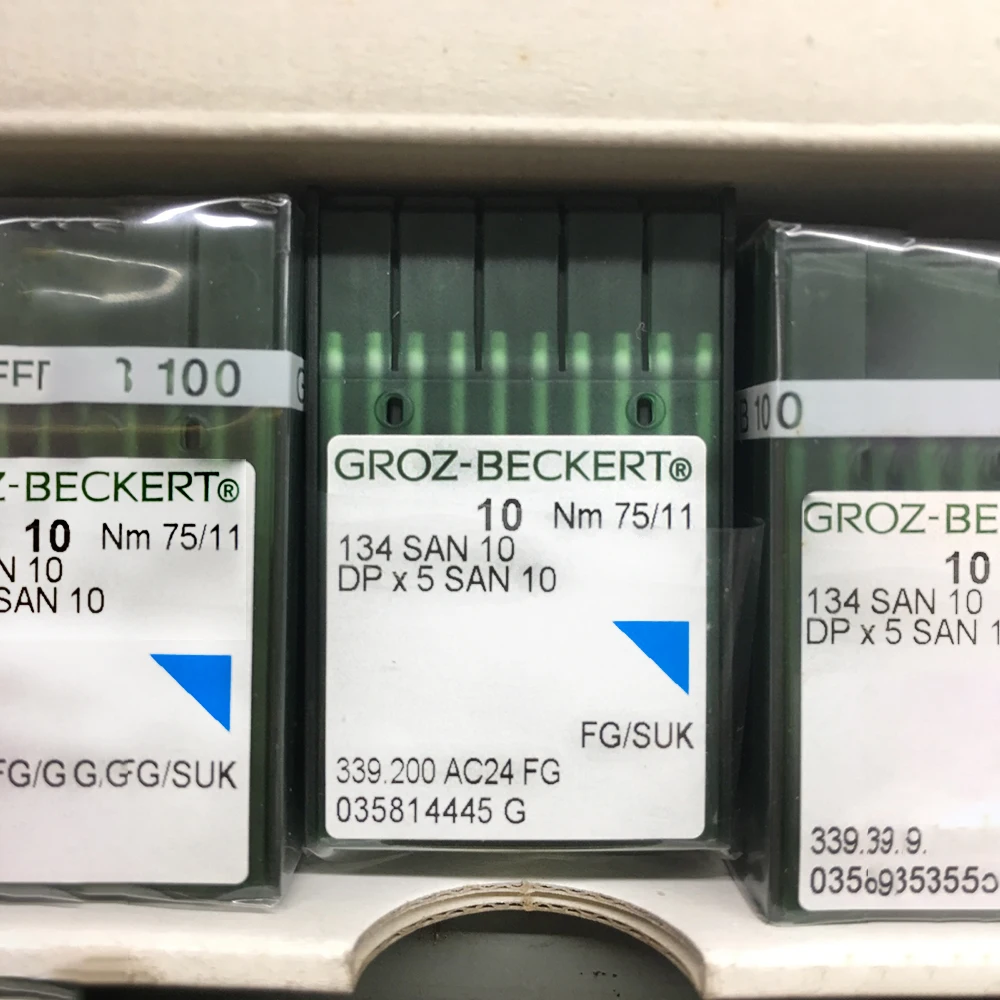 100
Z-BECKERT®
10 Nm 75/11
N 10
SAN 10
FG/SUK
GROZ-BECKERT®
10 Nm 75/11
134 SAN 10
DP x 5 SAN 10
FG/SUK
339.200 AC24 FG
035814445 G
B 100
GROZ-BE
10
134 SAN 10
DP x 5 SAN 1